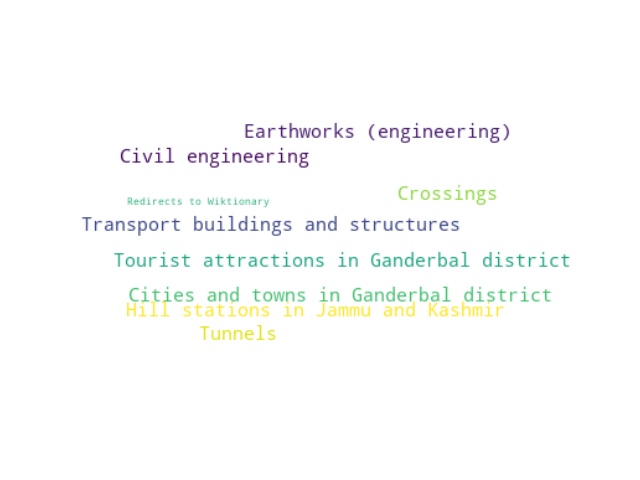 Earthworks (engineering)
Civil engineering
Crossings
Redirects to Wiktionary
Transport buildings and structures
Tourist attractions in Ganderbal district
Cities and towns in Ganderbal district
Hill stations in Jammu and Kashmir
Tunnels